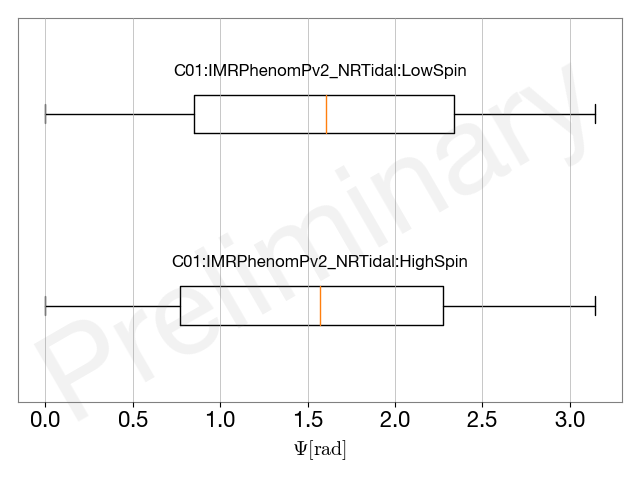 C01:IMRPhenomPv2_NRTidal:LowSpin
Preliminary
C01:IMRPhenomPv2_NRTidal:HighSpin
0.0 0.5 1.0 1.5 2.0 2.5 3.0
Ψ[rad]